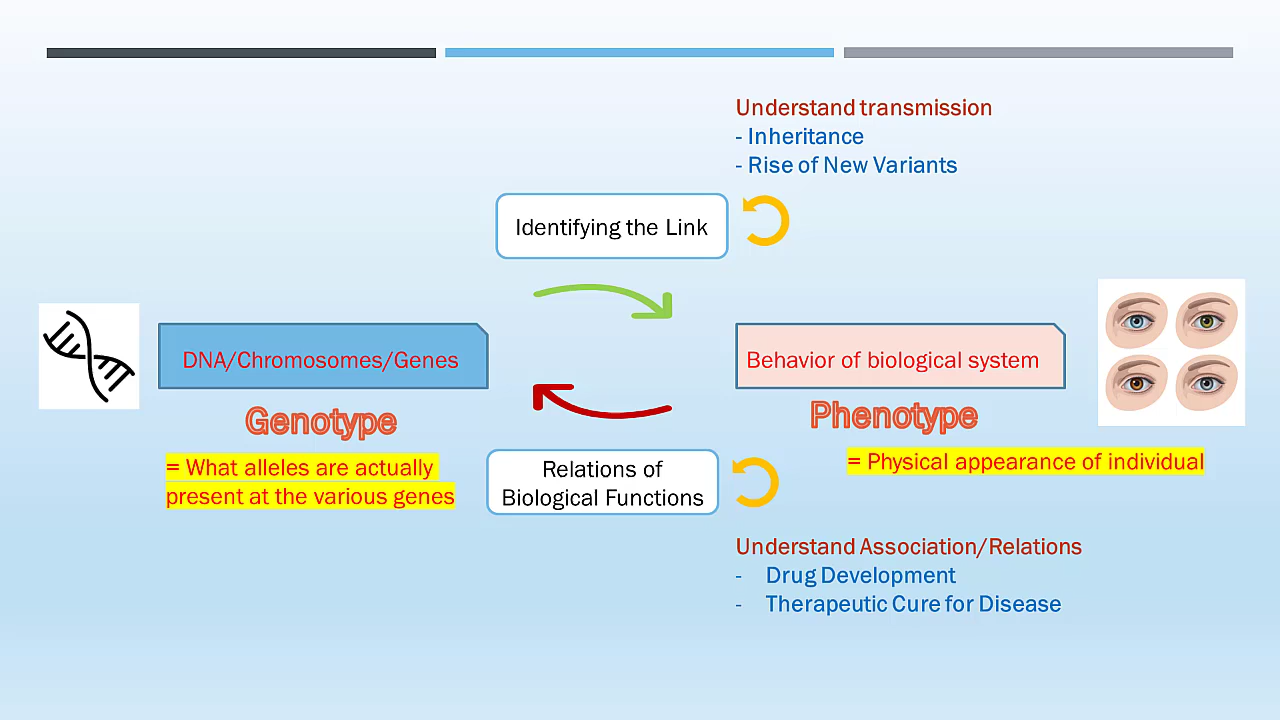 Understand transmission
- Inheritance
- Rise of New Variants
Identifying the Link
DNA/Chromosomes/Genes
Behavior of biological system
Genotype
Phenotype
= What alleles are actually
present at the various genes
= Physical appearance of individual
Relations of
Biological Functions
Understand Association/Relations
- Drug Development
- Therapeutic Cure for Disease